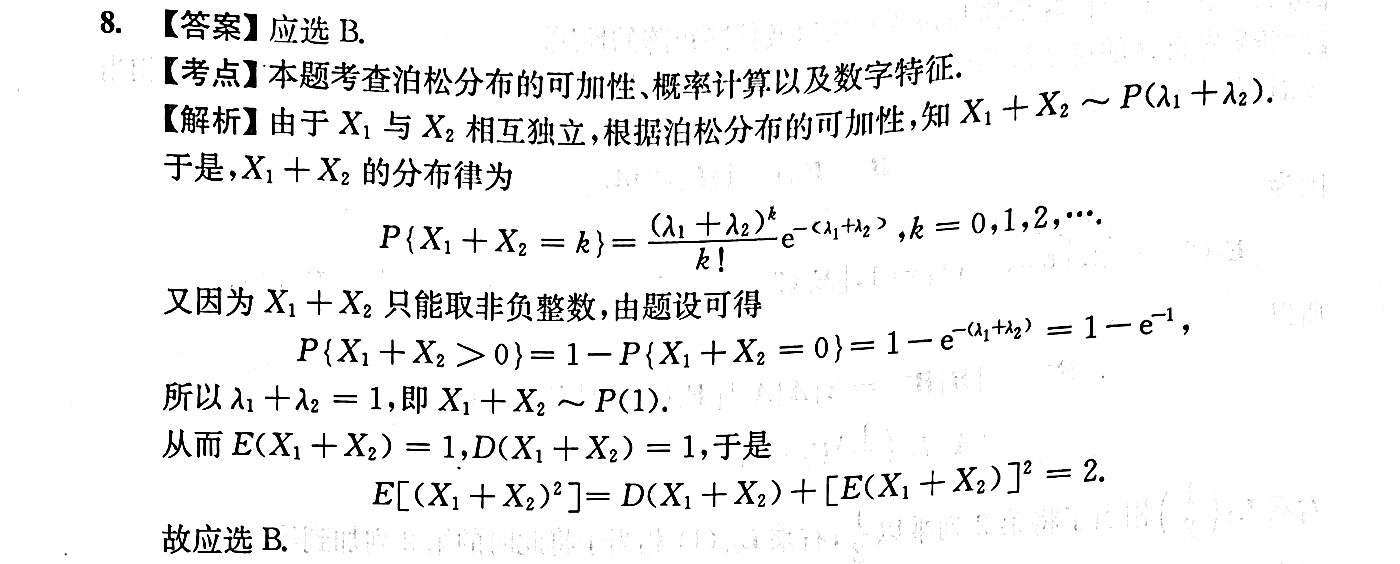 8. 【答案】应选 B.
【考点】本题考查泊松分布的可加性、概率计算以及数字特征.
【解析】由于 X₁ 与 X₂ 相互独立,根据泊松分布的可加性,知 X₁ + X₂ ～ P(λ₁ + λ₂).
于是,X₁ + X₂ 的分布律为
P{X₁ + X₂ = k} = \frac{(λ₁ + λ₂)^k}{k!} e^{-(λ₁+λ₂)}, k = 0,1,2,⋯.
又因为 X₁ + X₂ 只能取非负整数,由题设可得
P{X₁ + X₂ > 0} = 1 − P{X₁ + X₂ = 0} = 1 − e^{-(λ₁+λ₂)} = 1 − e^{-1},
所以 λ₁ + λ₂ = 1,即 X₁ + X₂ ～ P(1).
从而 E(X₁ + X₂) = 1,D(X₁ + X₂) = 1,于是
E[(X₁ + X₂)²] = D(X₁ + X₂) + [E(X₁ + X₂)]² = 2.
故应选 B.